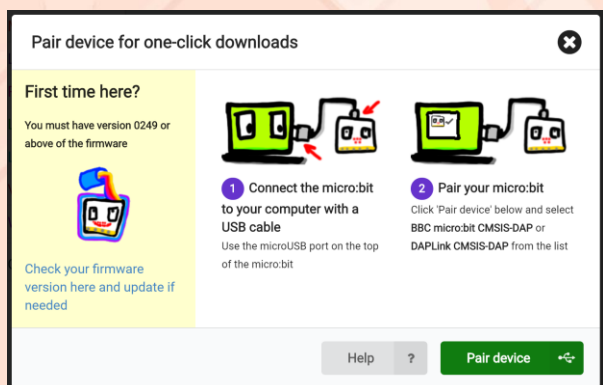 Pair device for one-click downloads
First time here?
You must have version 0249 or
above of the firmware
Check your firmware
version here and update if
needed
1 Connect the micro:bit
to your computer with a
USB cable
Use the microUSB port on the top
of the micro:bit
2 Pair your micro:bit
Click 'Pair device' below and select
BBC micro:bit CMSIS-DAP or
DAPLink CMSIS-DAP from the list
Help ?
Pair device